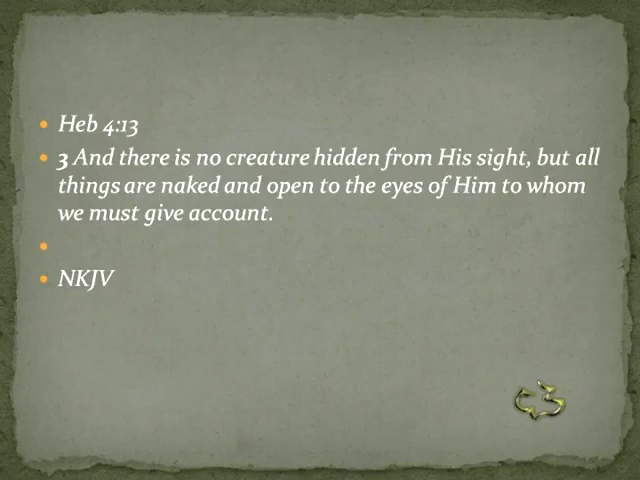 Heb 4:13
3 And there is no creature hidden from His sight, but all
things are naked and open to the eyes of Him to whom
we must give account.
NKJV